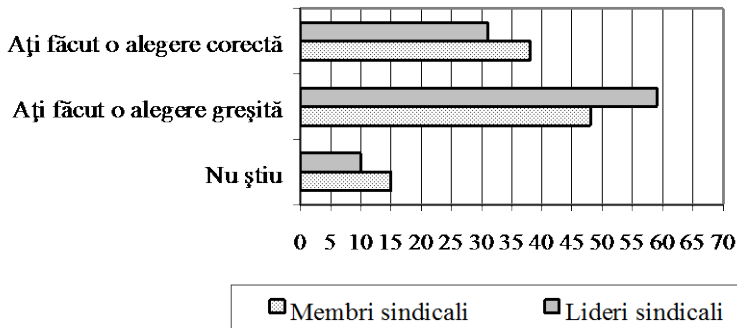 Aţi făcut o alegere corectă
Aţi făcut o alegere greşită
Nu ştiu
0 5 10 15 20 25 30 35 40 45 50 55 60 65 70
Membri sindicali Lideri sindicali